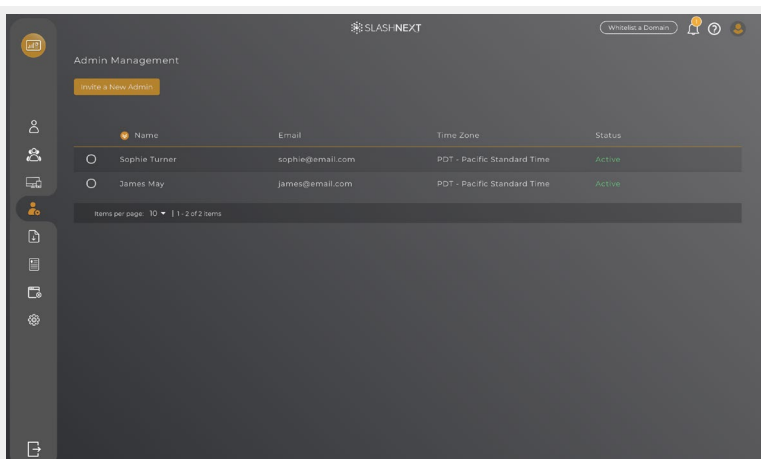 SLASHNEXT
Whitelist a Domain
1
Admin Management
Invite a New Admin
Name Email Time Zone Status
Sophie Turner sophie@email.com PDT - Pacific Standard Time Active
James May james@email.com PDT - Pacific Standard Time Active
Items per page: 10 | 1 - 2 of 2 Items